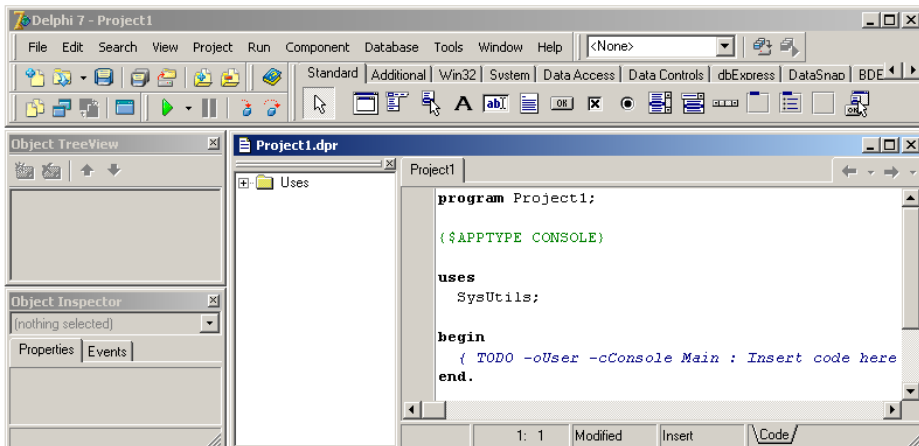 Delphi 7 - Project1
File Edit Search View Project Run Component Database Tools Window Help <None>
Standard Additional Win32 System Data Access Data Controls dbExpress DataSnap BDE
A ab OK
Object TreeView
Project1.dpr
Uses
Project1
program Project1;
{$APPTYPE CONSOLE}
uses
SysUtils;
begin
{ TODO -oUser -cConsole Main : Insert code here
end.
Object Inspector
(nothing selected)
Properties Events
1: 1 Modified Insert \Code/